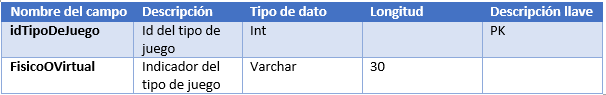 Nombre del campo Descripción Tipo de dato Longitud Descripción llave
idTipoDeJuego Id del tipo de juego Int PK
FisicoOVirtual Indicador del tipo de juego Varchar 30